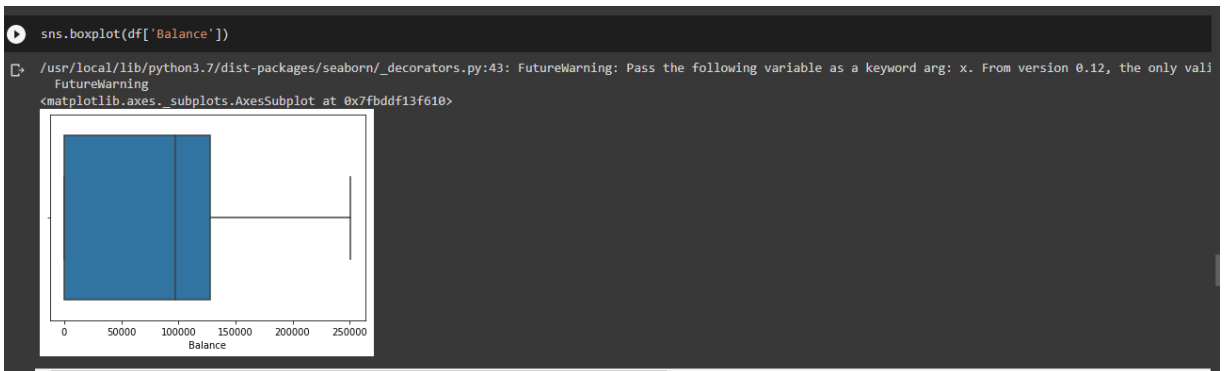 sns.boxplot(df['Balance'])
/usr/local/lib/python3.7/dist-packages/seaborn/_decorators.py:43: FutureWarning: Pass the following variable as a keyword arg: x. From version 0.12, the only vali
FutureWarning
<matplotlib.axes._subplots.AxesSubplot at 0x7fbddf13f610>
0 50000 100000 150000 200000 250000
Balance